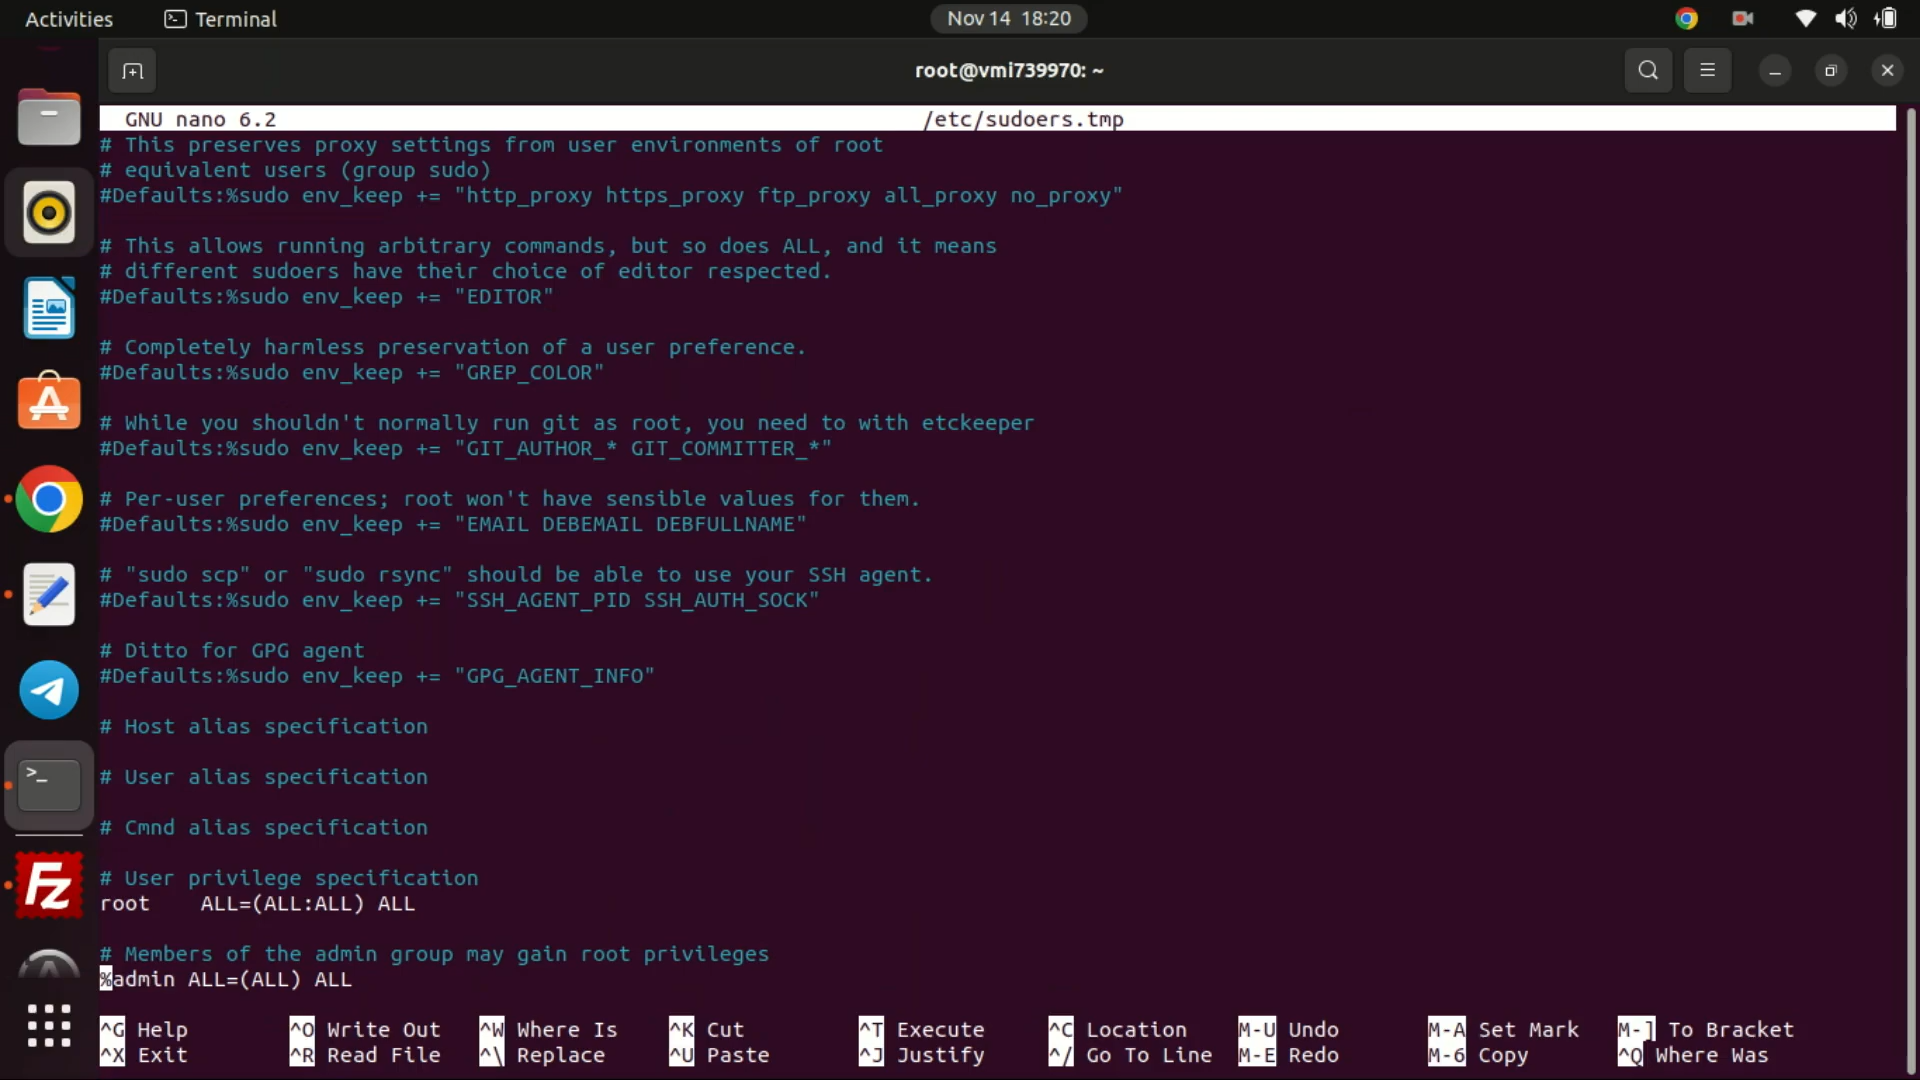 Activities
Terminal
Nov 14 18:20
root@vmi739970: ~
GNU nano 6.2
/etc/sudoers.tmp
# This preserves proxy settings from user environments of root
# equivalent users (group sudo)
#Defaults:%sudo env_keep += "http_proxy https_proxy ftp_proxy all_proxy no_proxy"
# This allows running arbitrary commands, but so does ALL, and it means
# different sudoers have their choice of editor respected.
#Defaults:%sudo env_keep += "EDITOR"
# Completely harmless preservation of a user preference.
#Defaults:%sudo env_keep += "GREP_COLOR"
# While you shouldn't normally run git as root, you need to with etckeeper
#Defaults:%sudo env_keep += "GIT_AUTHOR_* GIT_COMMITTER_*"
# Per-user preferences; root won't have sensible values for them.
#Defaults:%sudo env_keep += "EMAIL DEBEMAIL DEBFULLNAME"
# "sudo scp" or "sudo rsync" should be able to use your SSH agent.
#Defaults:%sudo env_keep += "SSH_AGENT_PID SSH_AUTH_SOCK"
# Ditto for GPG agent
#Defaults:%sudo env_keep += "GPG_AGENT_INFO"
# Host alias specification
# User alias specification
# Cmnd alias specification
# User privilege specification
root    ALL=(ALL:ALL) ALL
# Members of the admin group may gain root privileges
%admin ALL=(ALL) ALL
^G Help ^O Write Out ^W Where Is ^K Cut ^T Execute ^C Location M-U Undo M-A Set Mark M-] To Bracket
^X Exit ^R Read File ^\ Replace ^U Paste ^J Justify ^/ Go To Line M-E Redo M-6 Copy ^Q Where Was